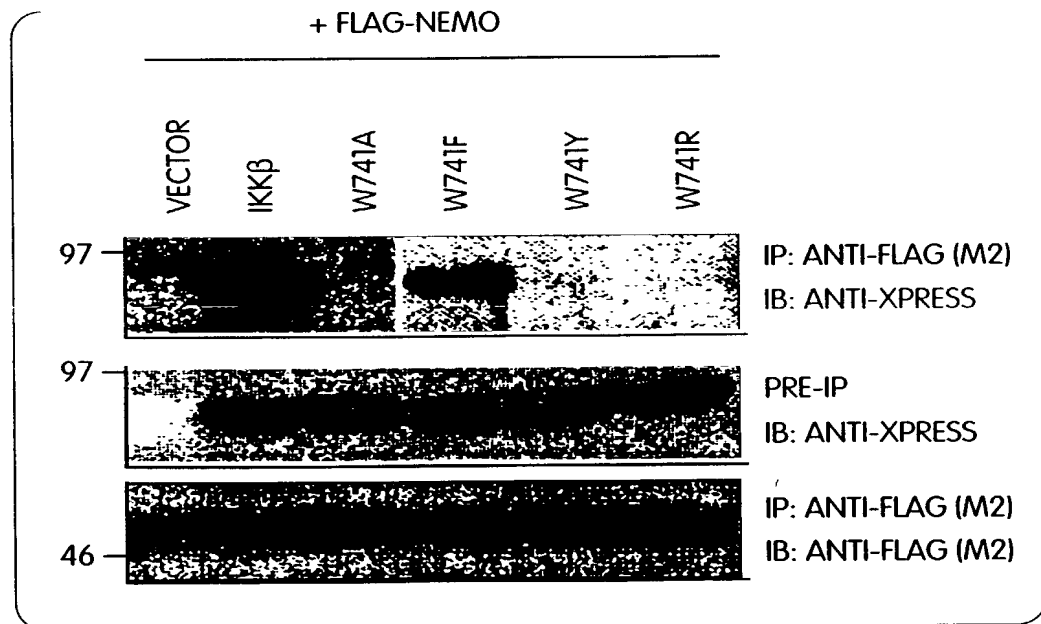 + FLAG-NEMO
VECTOR
IKKβ
W741A
W741F
W741Y
W741R
97
IP: ANTI-FLAG (M2)
IB: ANTI-XPRESS
97
PRE-IP
IB: ANTI-XPRESS
IP: ANTI-FLAG (M2)
46
IB: ANTI-FLAG (M2)